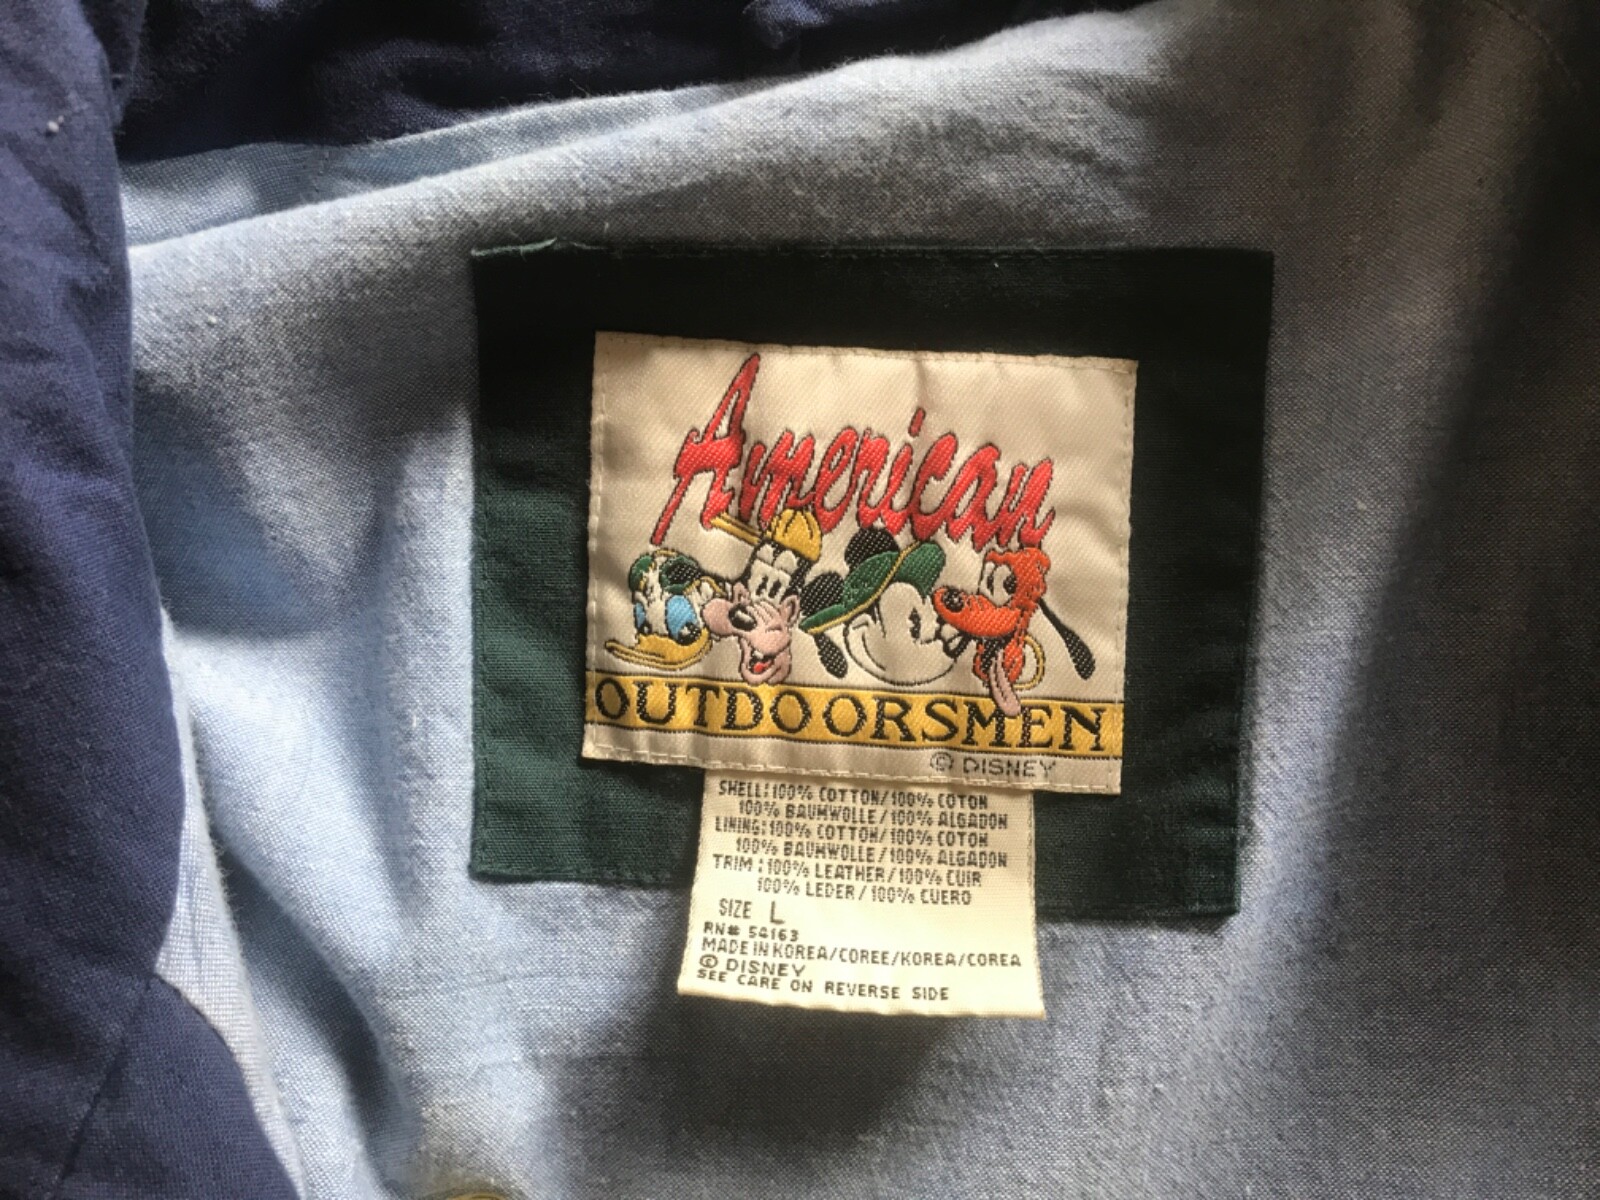 American
OUTDOORSMEN
© DISNEY
SHELL: 100% COTTON/100% COTON
100% BAUMWOLLE/100% ALGADON
LINING: 100% COTTON/100% COTON
100% BAUMWOLLE/100% ALGADON
TRIM: 100% LEATHER/100% CUIR
100% LEDER/100% CUERO
SIZE L
RN# 54163
MADE IN KOREA/COREE/KOREA/COREA
© DISNEY
SEE CARE ON REVERSE SIDE